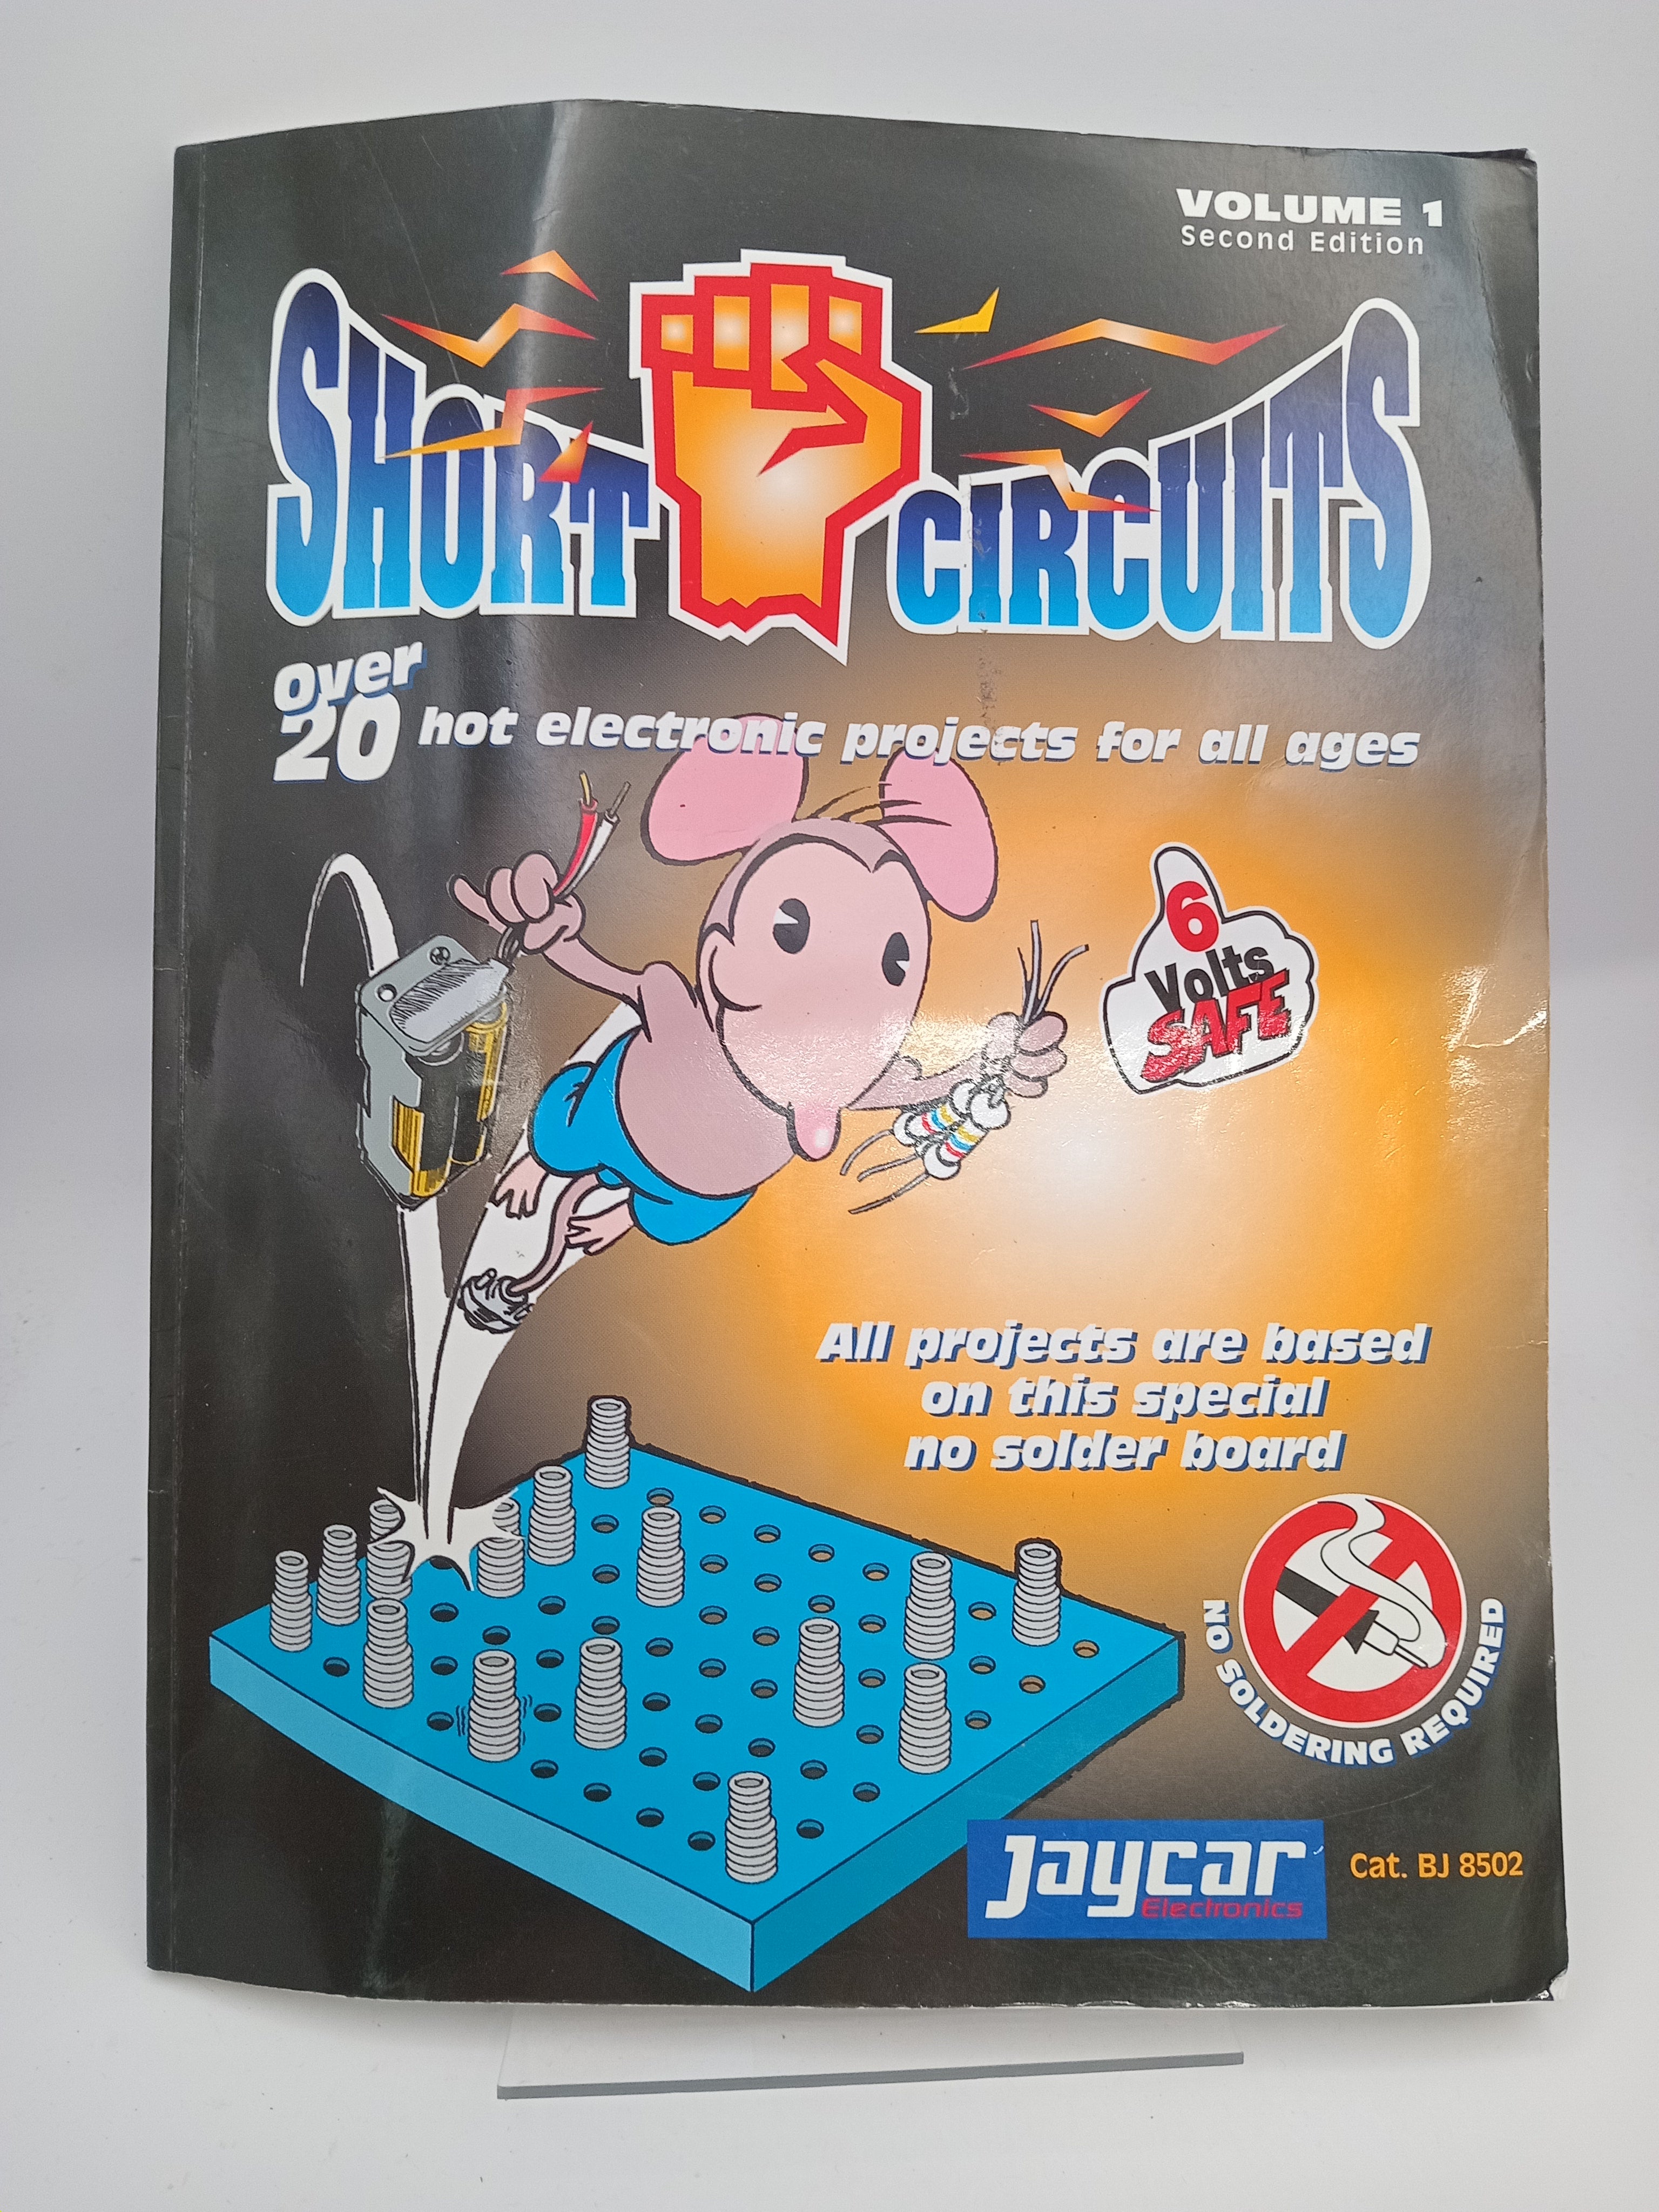 VOLUME 1
Second Edition
SHORT CIRCUITS
Over
20 hot electronic projects for all ages
6
Volts
SAFE
All projects are based
on this special
no solder board
NO SOLDERING REQUIRED
Jaycar
Electronics
Cat. BJ 8502